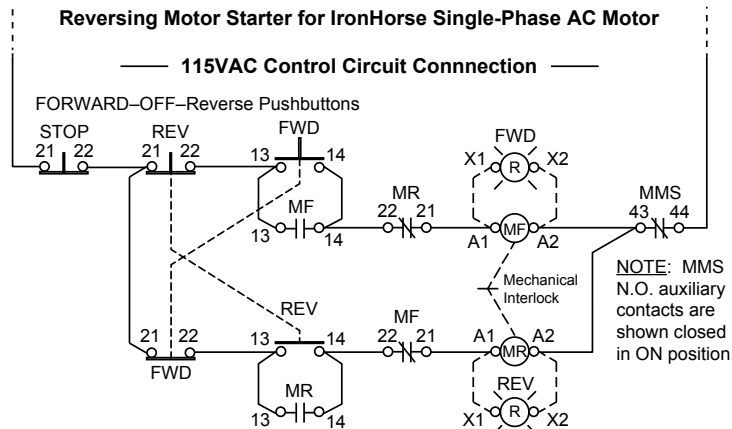 Reversing Motor Starter for IronHorse Single-Phase AC Motor
115VAC Control Circuit Connnection
FORWARD–OFF–Reverse Pushbuttons
STOP REV FWD FWD
21 22 21 22 13 14 X1 R X2
MF MR MMS
13 14 22 21 A1 MF A2 43 44
Mechanical
Interlock
NOTE: MMS
N.O. auxiliary
contacts are
shown closed
in ON position
REV MF
21 22 13 14 22 21 A1 MR A2
FWD
MR REV
13 14 X1 R X2